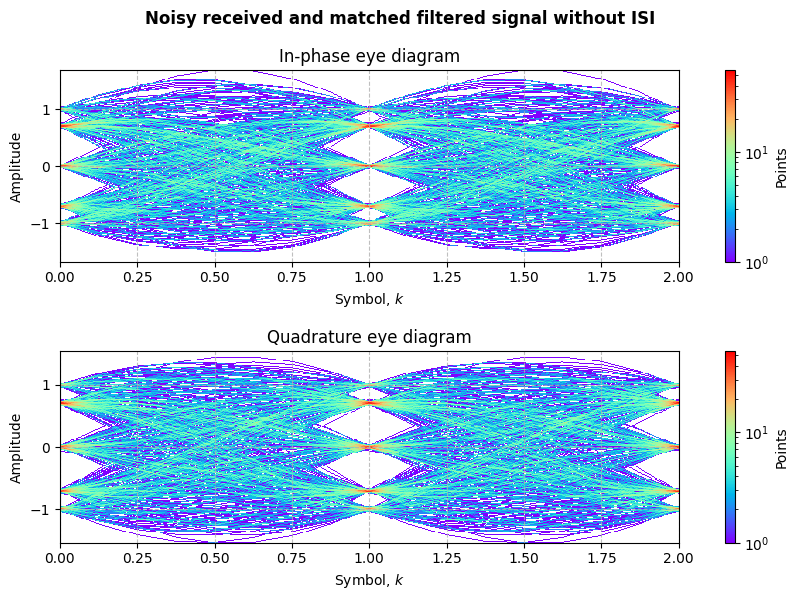 Noisy received and matched filtered signal without ISI
In-phase eye diagram
Amplitude
1
0
−1
0.00 0.25 0.50 0.75 1.00 1.25 1.50 1.75 2.00
Symbol, k
10¹
10⁰
Points
Quadrature eye diagram
Amplitude
1
0
−1
0.00 0.25 0.50 0.75 1.00 1.25 1.50 1.75 2.00
Symbol, k
10¹
10⁰
Points